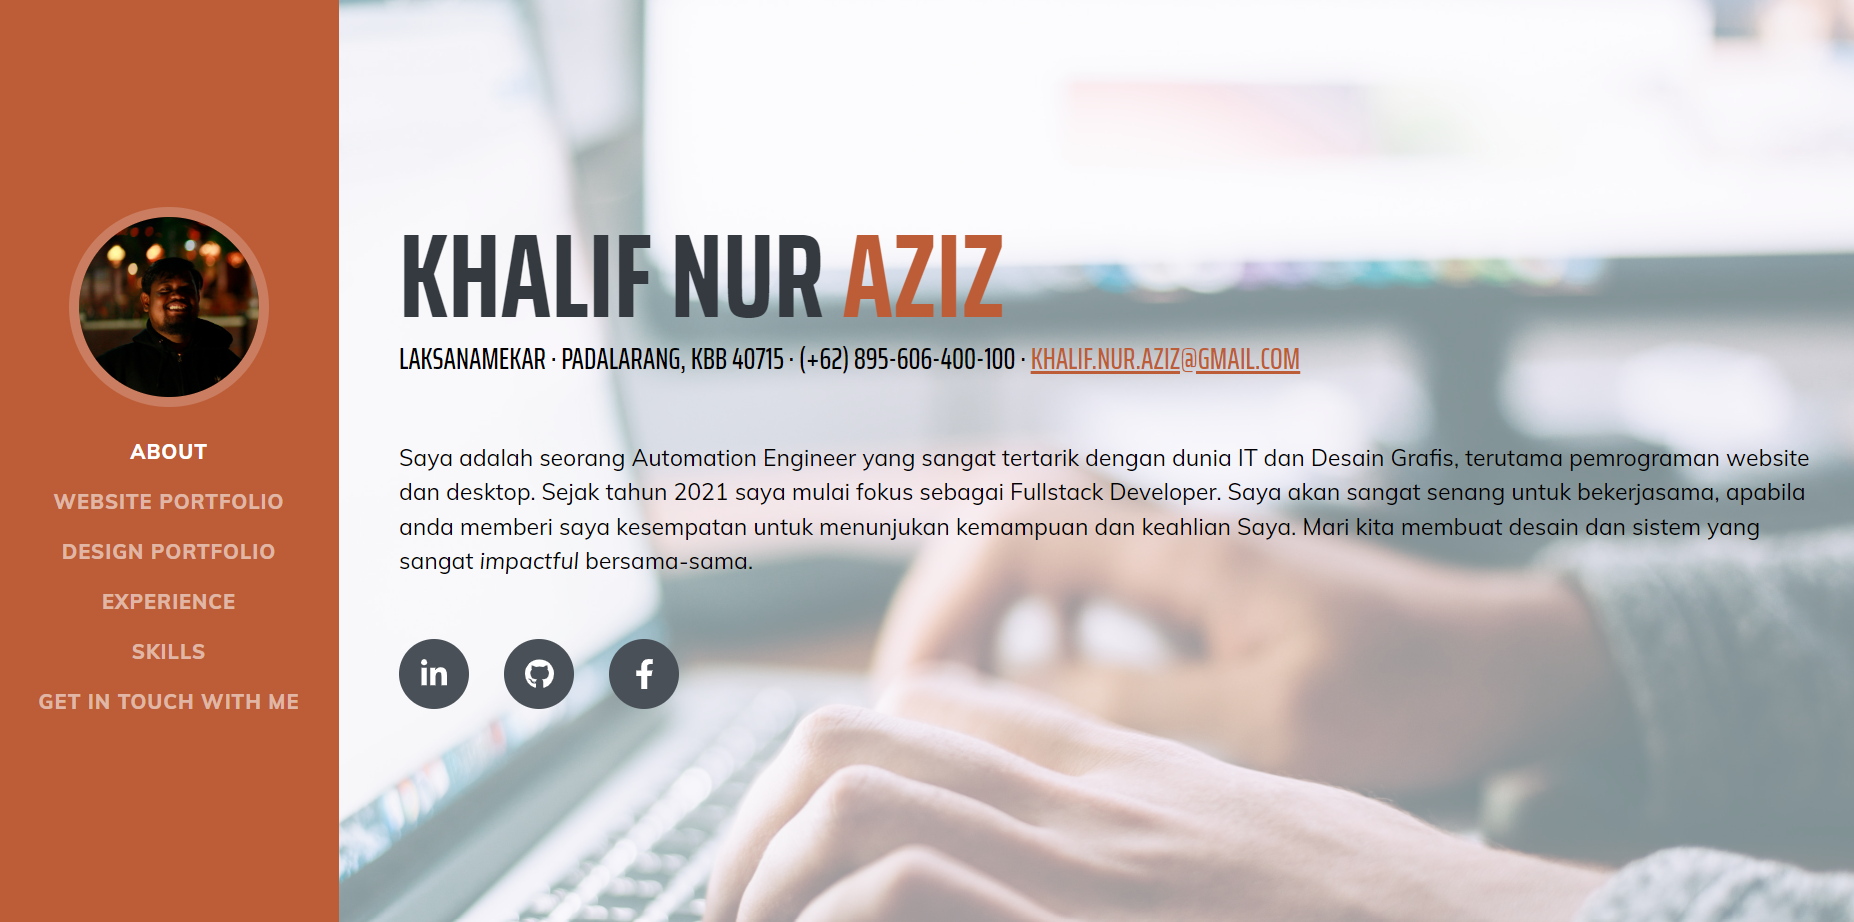 ABOUT
WEBSITE PORTFOLIO
DESIGN PORTFOLIO
EXPERIENCE
SKILLS
GET IN TOUCH WITH ME
KHALIF NUR AZIZ
LAKSANAMEKAR · PADALARANG, KBB 40715 · (+62) 895-606-400-100 · KHALIF.NUR.AZIZ@GMAIL.COM
Saya adalah seorang Automation Engineer yang sangat tertarik dengan dunia IT dan Desain Grafis, terutama pemrograman website
dan desktop. Sejak tahun 2021 saya mulai fokus sebagai Fullstack Developer. Saya akan sangat senang untuk bekerjasama, apabila
anda memberi saya kesempatan untuk menunjukan kemampuan dan keahlian Saya. Mari kita membuat desain dan sistem yang
sangat impactful bersama-sama.
in